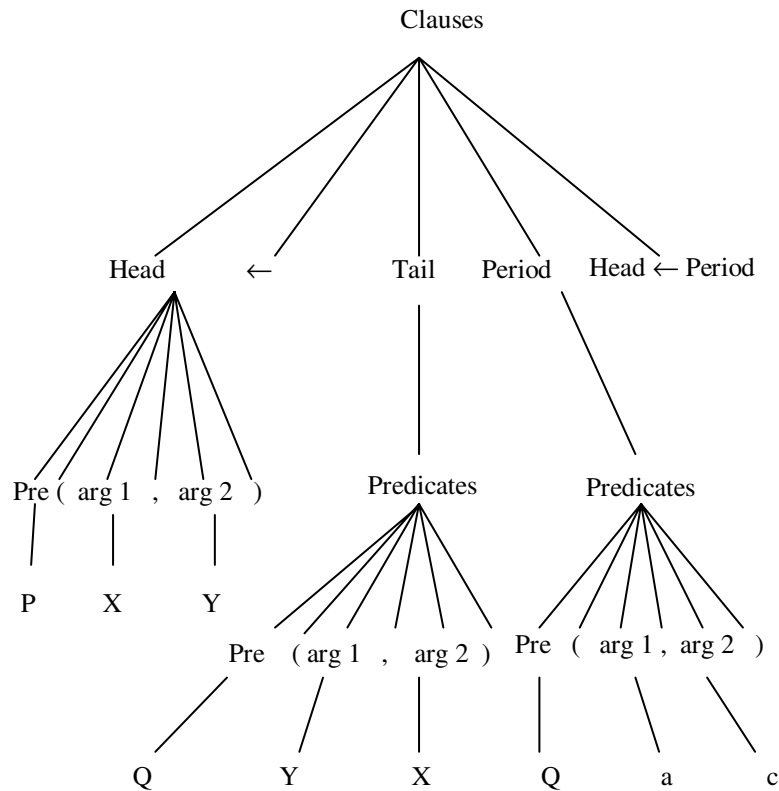 Clauses
Head ← Tail Period Head ← Period
Pre ( arg 1 , arg 2 )
Predicates Predicates
P X Y
Pre ( arg 1 , arg 2 ) Pre ( arg 1 , arg 2 )
Q Y X Q a c